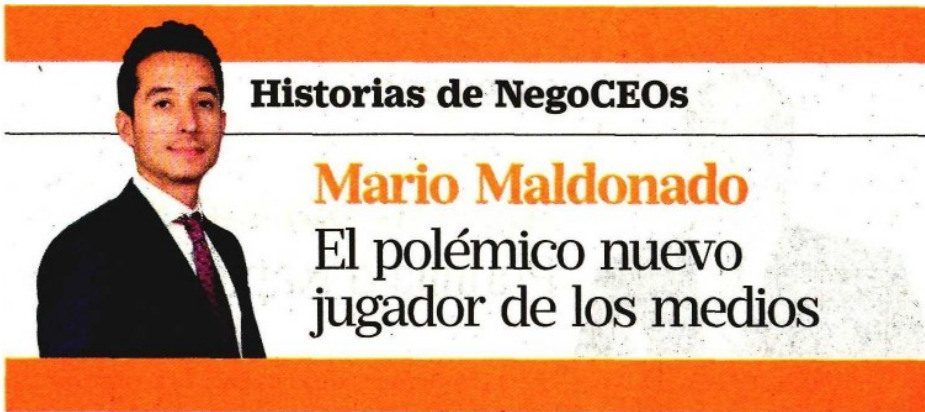 Historias de NegoCEOs
Mario Maldonado
El polémico nuevo
jugador de los medios